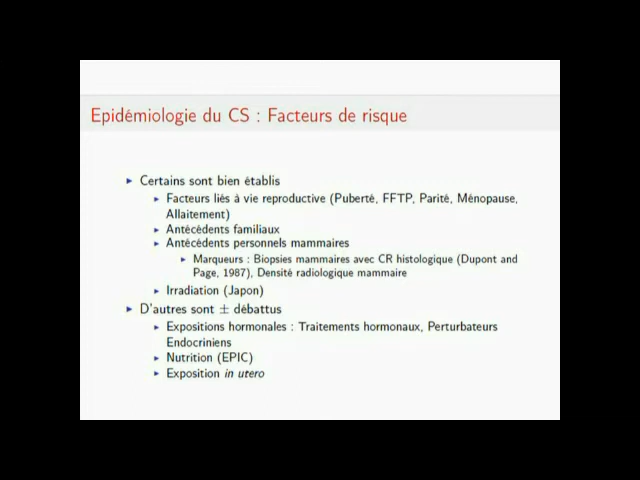 Epidémiologie du CS : Facteurs de risque
Certains sont bien établis
Facteurs liés à vie reproductive (Puberté, FFTP, Parité, Ménopause,
Allaitement)
Antécédents familiaux
Antécédents personnels mammaires
Marqueurs : Biopsies mammaires avec CR histologique (Dupont and
Page, 1987), Densité radiologique mammaire
Irradiation (Japon)
D'autres sont ± débattus
Expositions hormonales : Traitements hormonaux, Perturbateurs
Endocriniens
Nutrition (EPIC)
Exposition in utero